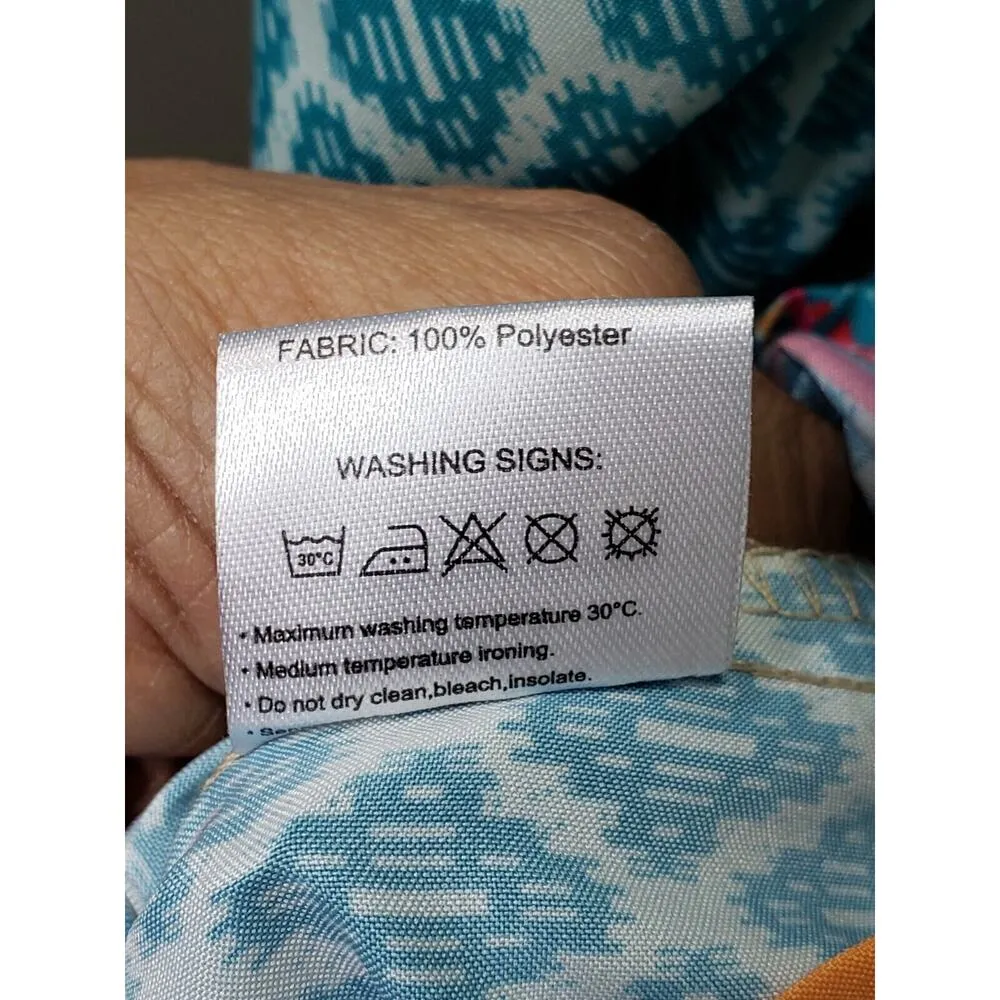 FABRIC: 100% Polyester
WASHING SIGNS:
30°C
• Maximum washing temperature 30°C.
• Medium temperature ironing.
• Do not dry clean,bleach,insolate.